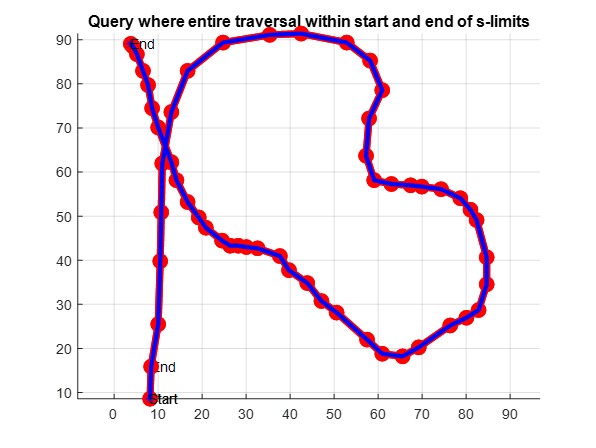 Query where entire traversal within start and end of s-limits
90
80
70
60
50
40
30
20
10
End
End
Start
0 10 20 30 40 50 60 70 80 90